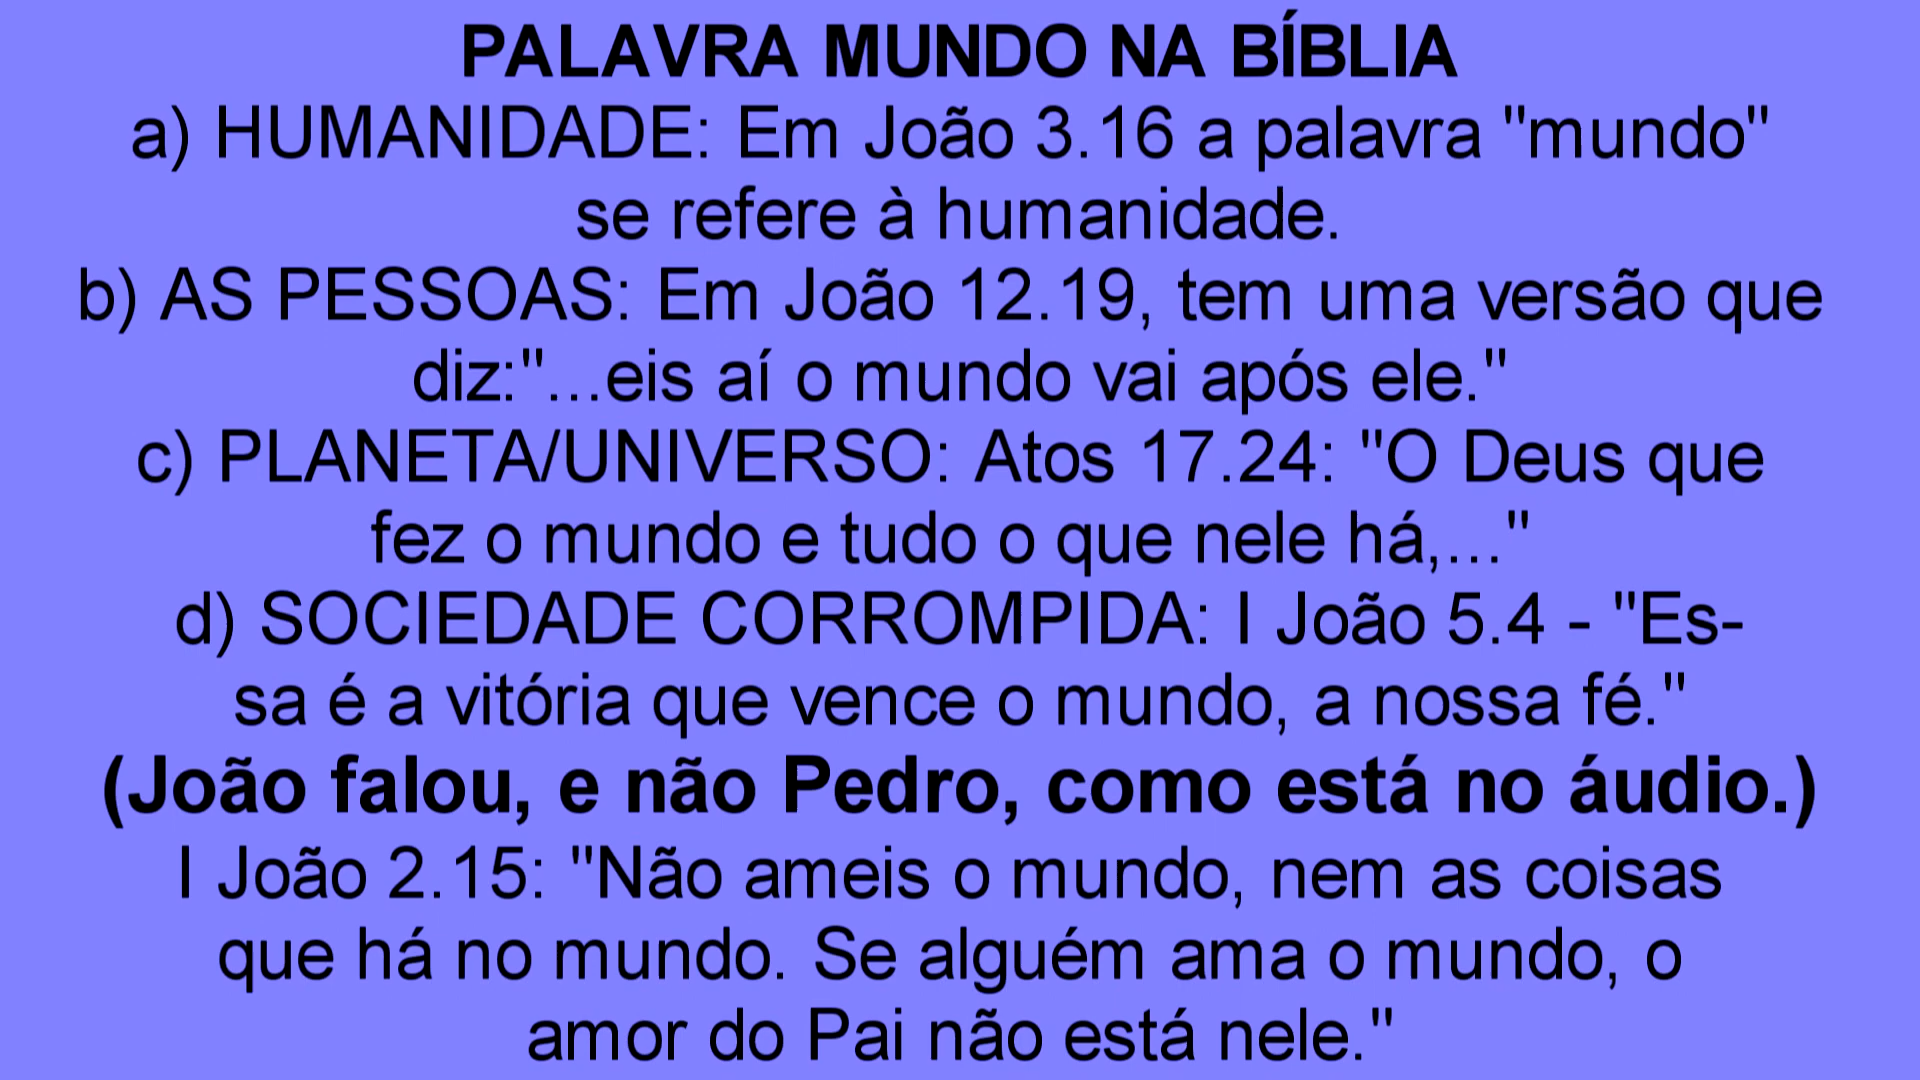 PALAVRA MUNDO NA BÍBLIA
a) HUMANIDADE: Em João 3.16 a palavra "mundo"
se refere à humanidade.
b) AS PESSOAS: Em João 12.19, tem uma versão que
diz:"...eis aí o mundo vai após ele."
c) PLANETA/UNIVERSO: Atos 17.24: "O Deus que
fez o mundo e tudo o que nele há,..."
d) SOCIEDADE CORROMPIDA: I João 5.4 - "Es-
sa é a vitória que vence o mundo, a nossa fé."
(João falou, e não Pedro, como está no áudio.)
I João 2.15: "Não ameis o mundo, nem as coisas
que há no mundo. Se alguém ama o mundo, o
amor do Pai não está nele."